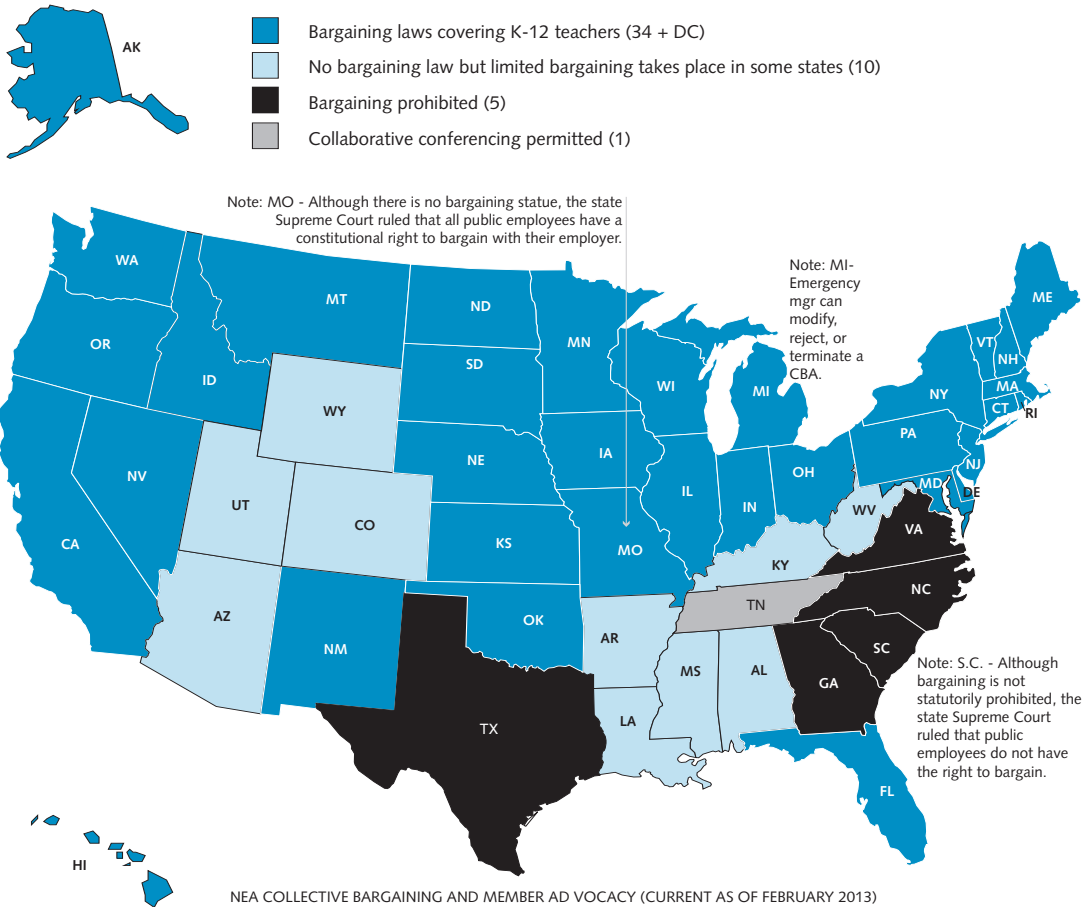 AK
Bargaining laws covering K-12 teachers (34 + DC)
No bargaining law but limited bargaining takes place in some states (10)
Bargaining prohibited (5)
Collaborative conferencing permitted (1)
Note: MO - Although there is no bargaining statue, the state
Supreme Court ruled that all public employees have a
constitutional right to bargain with their employer.
Note: MI-
Emergency
mgr can
modify,
reject, or
terminate a
CBA.
WA
MT
ND
MN
ME
OR
ID
SD
WI
MI
VT
NH
NY
MA
CT
RI
WY
PA
NE
IA
NV
UT
CO
IL
IN
OH
NJ
MD
DE
WV
VA
CA
KS
MO
KY
NC
AZ
NM
OK
AR
TN
SC
MS
AL
GA
LA
TX
Note: S.C. - Although
bargaining is not
statutorily prohibited, the
state Supreme Court
ruled that public
employees do not have
the right to bargain.
FL
HI
NEA COLLECTIVE BARGAINING AND MEMBER AD VOCACY (CURRENT AS OF FEBRUARY 2013)